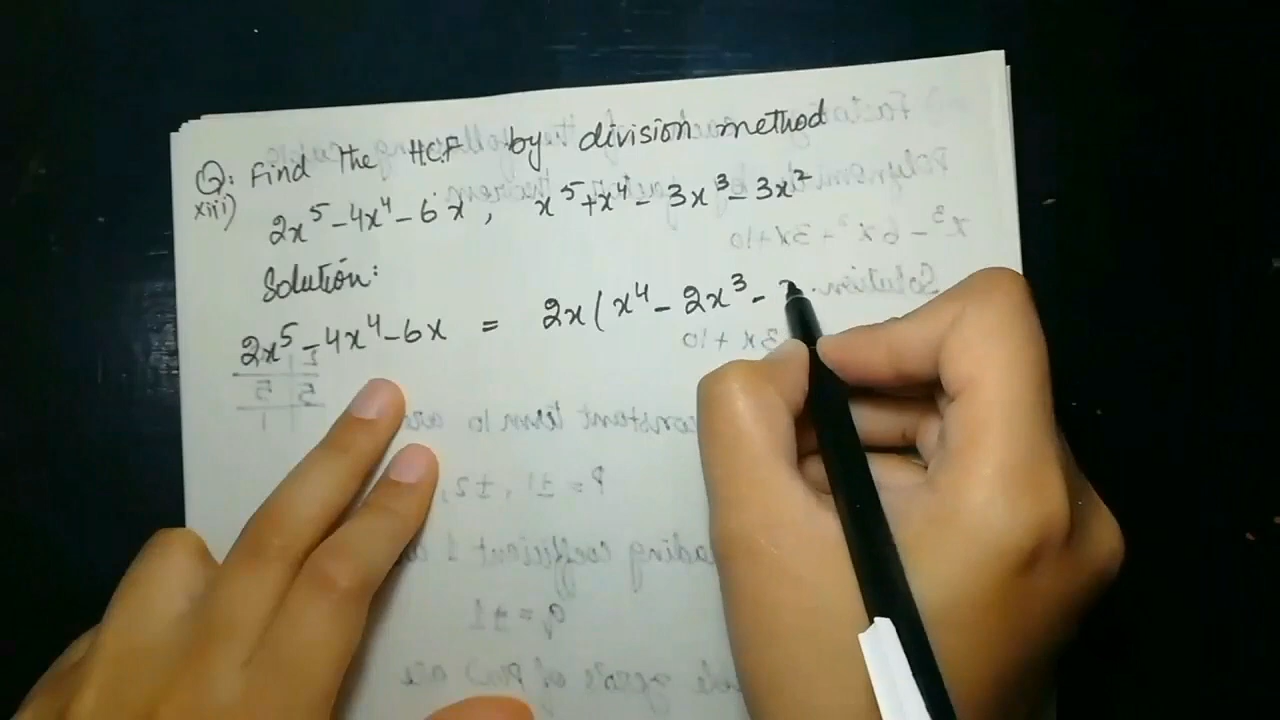 Q: Find the H.C.F by division method
xiii)
2x⁵-4x⁴-6x, x⁵+x⁴-3x³-3x²
Solution:
2x⁵-4x⁴-6x = 2x(x⁴-2x³-